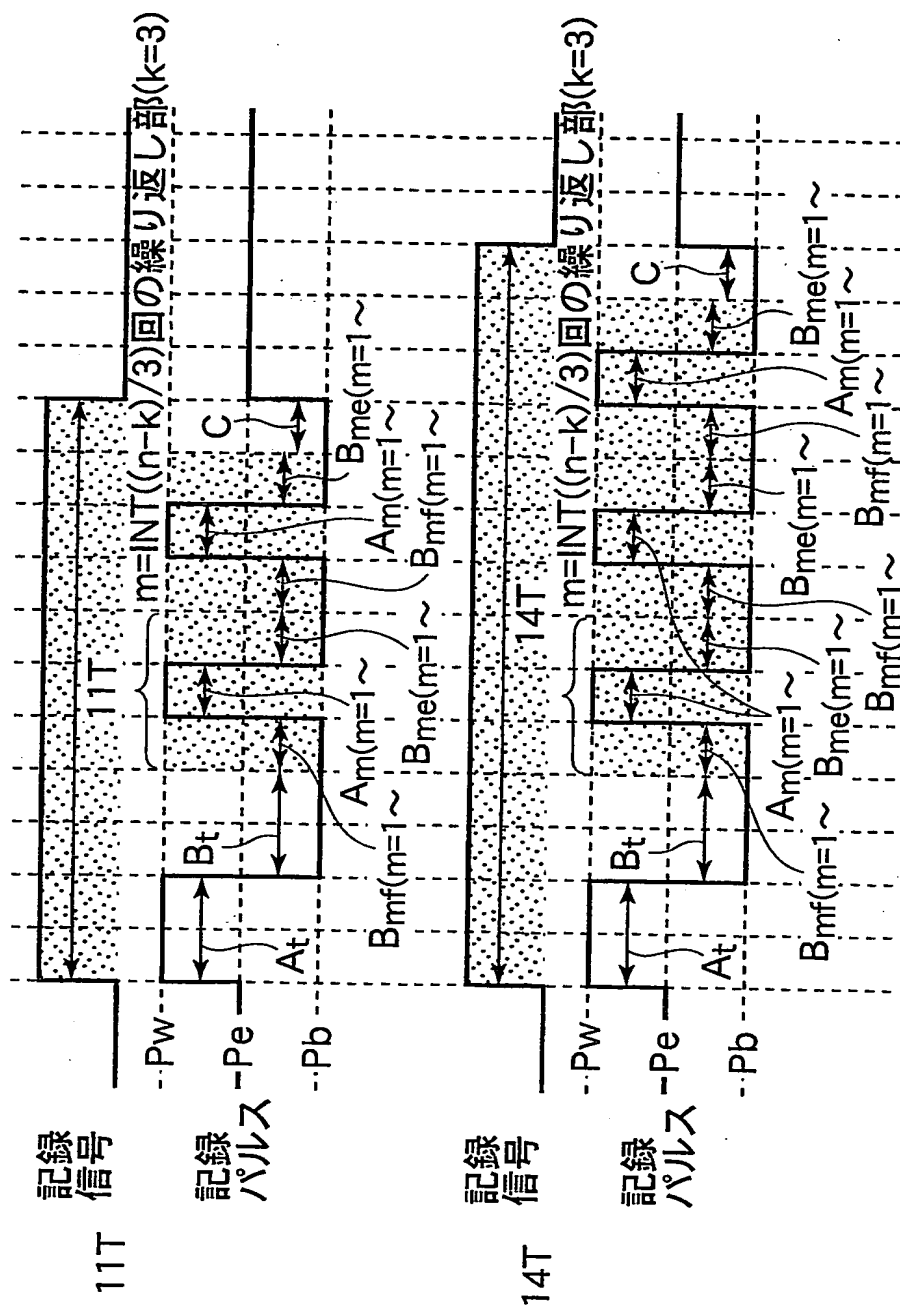 11T
記録
信号
11T
m=INT((n-k)/3)回の繰り返し部(k=3)
記録
パルス
Pw
Pe
Pb
At
Bt
Bmf(m=1～
Am(m=1～
Bme(m=1～
Bmf(m=1～
Am(m=1～
Bme(m=1～
C
14T
記録
信号
14T
m=INT((n-k)/3)回の繰り返し部(k=3)
記録
パルス
Pw
Pe
Pb
At
Bt
Bmf(m=1～
Am(m=1～
Bme(m=1～
Bmf(m=1～
Bme(m=1～
Bmf(m=1～
Am(m=1～
Bme(m=1～
C